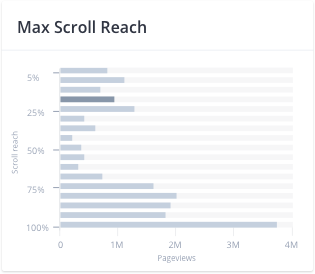 Max Scroll Reach
5%
25%
50%
75%
100%
Scroll reach
0 1M 2M 3M 4M
Pageviews